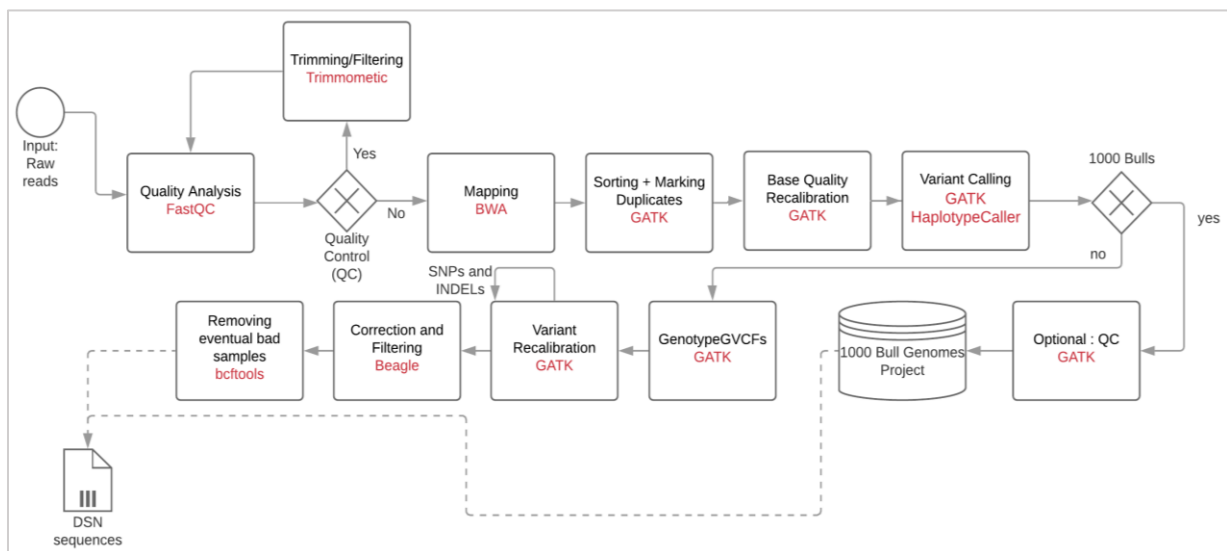 Trimming/Filtering
Trimmometic
Input:
Raw
reads
Quality Analysis
FastQC
Yes
No
Quality
Control
(QC)
Mapping
BWA
Sorting + Marking
Duplicates
GATK
Base Quality
Recalibration
GATK
Variant Calling
GATK
HaplotypeCaller
1000 Bulls
yes
no
SNPs and
INDELs
Removing
eventual bad
samples
bcftools
Correction and
Filtering
Beagle
Variant
Recalibration
GATK
GenotypeGVCFs
GATK
1000 Bull Genomes
Project
Optional : QC
GATK
DSN
sequences